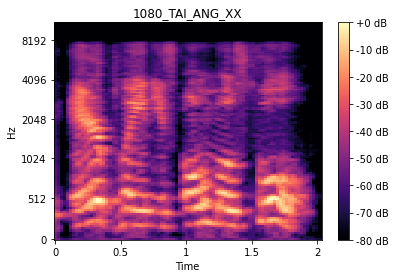 1080_TAI_ANG_XX
+0 dB
8192
-10 dB
4096
-20 dB
-30 dB
2048
Hz
-40 dB
1024
-50 dB
512
-60 dB
-70 dB
0
-80 dB
0 0.5 1 1.5 2
Time